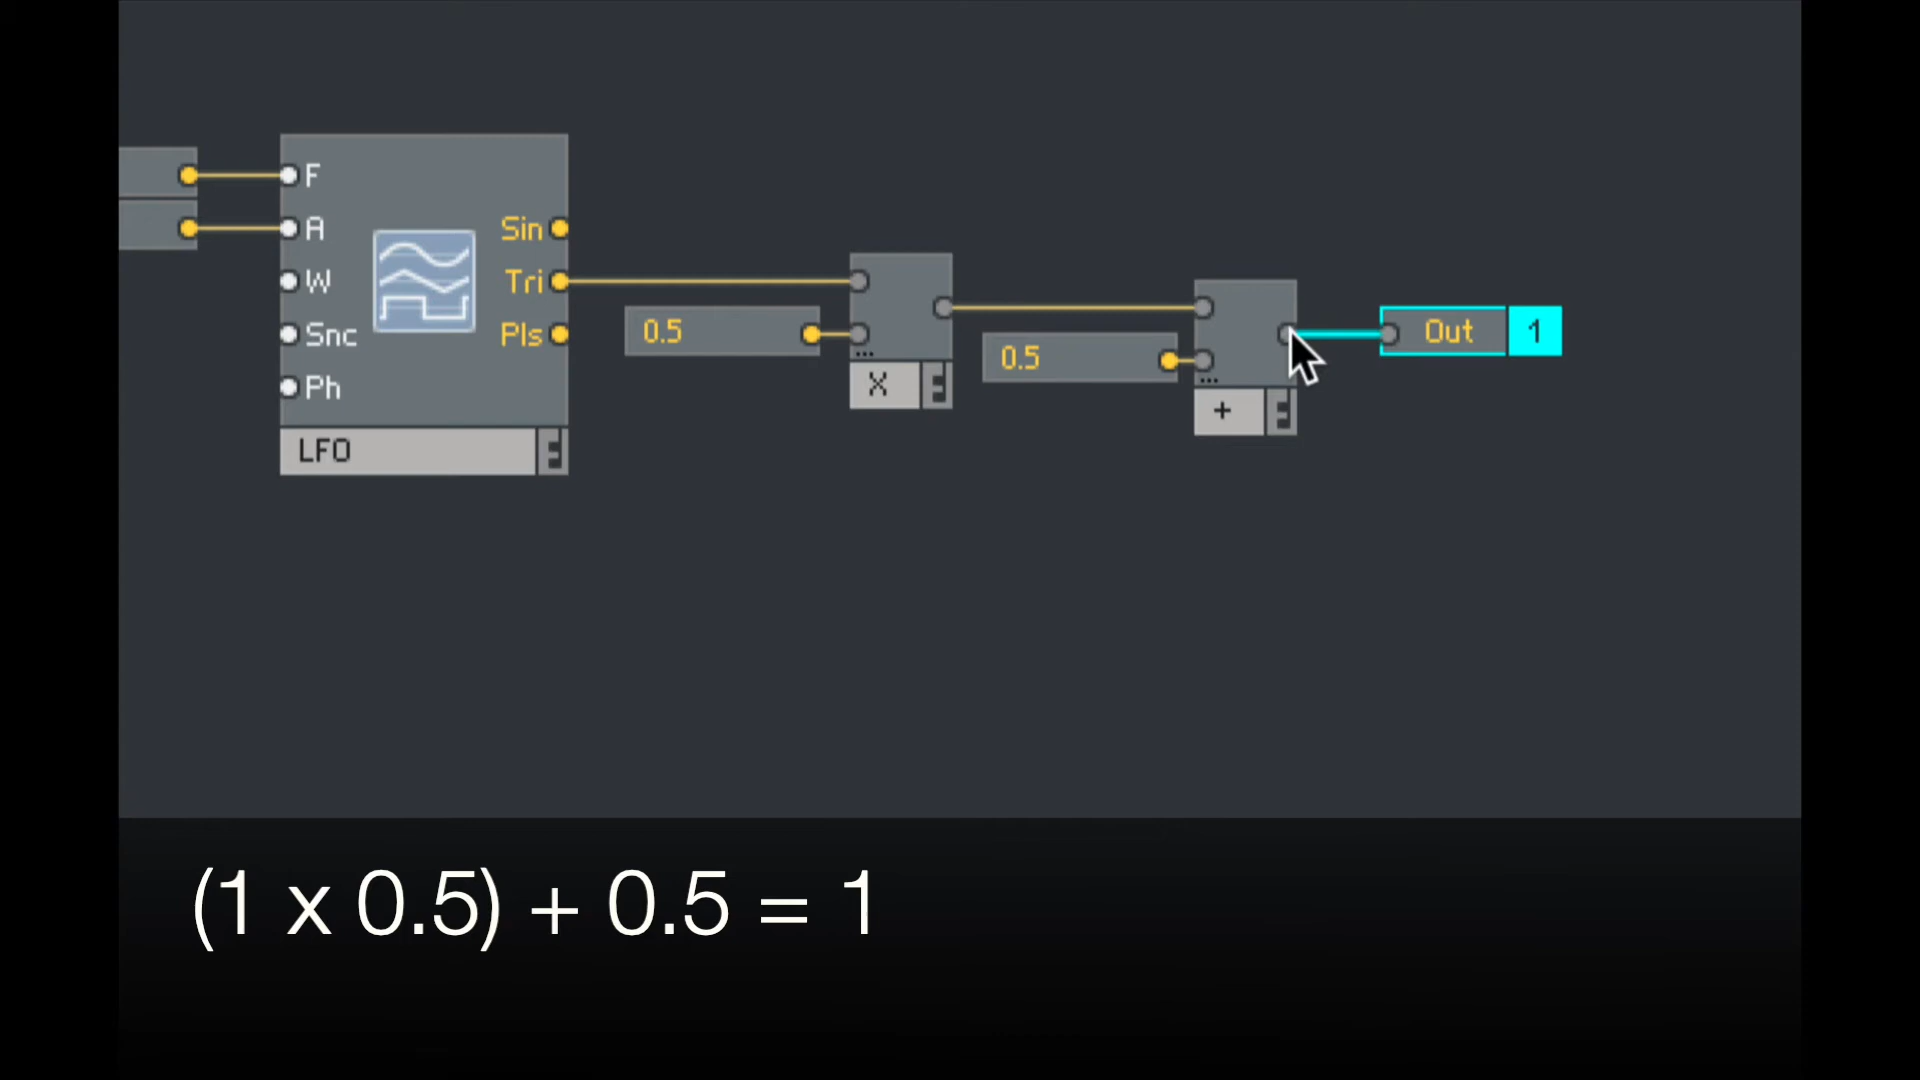 F
A
W
Snc
Ph
Sin
Tri
Pls
LFO
0.5
X
0.5
+
Out 1
(1 x 0.5) + 0.5 = 1